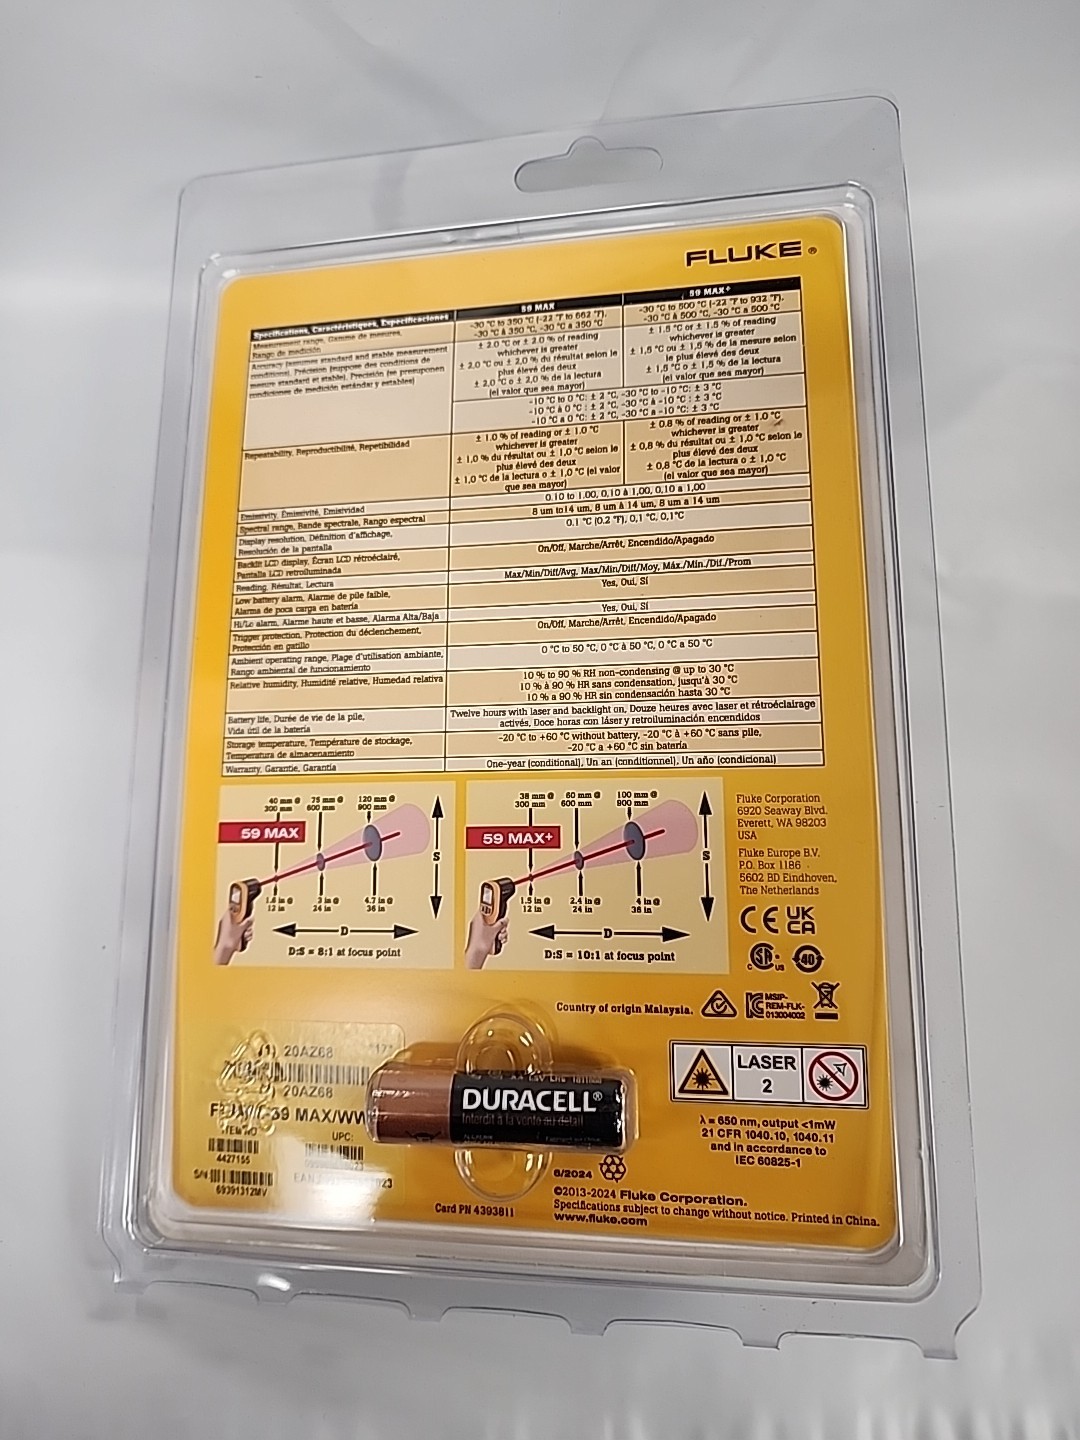 FLUKE®
Specifications, Caractéristiques, Especificaciones
59 MAX
59 MAX+
Measurement range, Gamme de mesures,
Rango de medición
-30 °C to 350 °C (-22 °F to 662 °F),
-30 °C à 350 °C, -30 °C a 350 °C
-30 °C to 500 °C (-22 °F to 932 °F),
-30 °C à 500 °C, -30 °C a 500 °C
Accuracy (assumes standard and stable measurement
conditions), Précision (suppose des conditions de
mesure standard et stable), Precisión (se presuponen
condiciones de medición estándar y estables)
± 2.0 °C or ± 2.0 % of reading
whichever is greater
± 2,0 °C ou ± 2,0 % du résultat selon le
plus élevé des deux
± 2,0 °C o ± 2,0 % de la lectura
(el valor que sea mayor)
± 1.5 °C or ± 1.5 % of reading
whichever is greater
± 1,5 °C ou ± 1,5 % de la mesure selon
le plus élevé des deux
± 1,5 °C o ± 1,5 % de la lectura
(el valor que sea mayor)
-10 °C to 0 °C: ± 2 °C, -30 °C to -10 °C: ± 3 °C
-10 °C à 0 °C : ± 2 °C, -30 °C à -10 °C : ± 3 °C
-10 °C a 0 °C: ± 2 °C, -30 °C a -10 °C: ± 3 °C
Repeatability, Reproductibilité, Repetibilidad
± 1.0 % of reading or ± 1.0 °C
whichever is greater
± 1,0 % du résultat ou ± 1,0 °C selon le
plus élevé des deux
± 1,0 °C de la lectura o ± 1,0 °C (el valor
que sea mayor)
± 0.8 % of reading or ± 1.0 °C
whichever is greater
± 0,8 % du résultat ou ± 1,0 °C selon le
plus élevé des deux
± 0,8 °C de la lectura o ± 1,0 °C
(el valor que sea mayor)
Emissivity, Émissivité, Emisividad
0.10 to 1.00, 0,10 à 1,00, 0,10 a 1,00
Spectral range, Bande spectrale, Rango espectral
8 um to14 um, 8 um à 14 um, 8 um a 14 um
Display resolution, Définition d'affichage,
Resolución de la pantalla
0.1 °C (0.2 °F), 0,1 °C, 0,1°C
Backlit LCD display, Écran LCD rétroéclairé,
Pantalla LCD retroiluminada
On/Off, Marche/Arrêt, Encendido/Apagado
Reading, Résultat, Lectura
Max/Min/Diff/Avg, Max/Min/Diff/Moy, Máx./Mín./Dif./Prom
Low battery alarm, Alarme de pile faible,
Alarma de poca carga en batería
Yes, Oui, Sí
Hi/Lo alarm, Alarme haute et basse, Alarma Alta/Baja
Yes, Oui, Sí
Trigger protection, Protection du déclenchement,
Protección en gatillo
On/Off, Marche/Arrêt, Encendido/Apagado
Ambient operating range, Plage d'utilisation ambiante,
Rango ambiental de funcionamiento
0 °C to 50 °C, 0 °C à 50 °C, 0 °C a 50 °C
Relative humidity, Humidité relative, Humedad relativa
10 % to 90 % RH non-condensing @ up to 30 °C
10 % à 90 % HR sans condensation, jusqu'à 30 °C
10 % a 90 % HR sin condensación hasta 30 °C
Battery life, Durée de vie de la pile,
Vida útil de la batería
Twelve hours with laser and backlight on, Douze heures avec laser et rétroéclairage
activés, Doce horas con láser y retroiluminación encendidos
Storage temperature, Température de stockage,
Temperatura de almacenamiento
-20 °C to +60 °C without battery, -20 °C à +60 °C sans pile,
-20 °C a +60 °C sin batería
Warranty, Garantie, Garantía
One-year (conditional), Un an (conditionnel), Un año (condicional)
40 mm @
300 mm
75 mm @
600 mm
120 mm @
900 mm
59 MAX
S
1.6 in @
12 in
3 in @
24 in
4.7 in @
36 in
D
D:S = 8:1 at focus point
38 mm @
300 mm
60 mm @
600 mm
100 mm @
900 mm
59 MAX+
S
1.5 in @
12 in
2.4 in @
24 in
4 in @
36 in
D
D:S = 10:1 at focus point
Fluke Corporation
6920 Seaway Blvd.
Everett, WA 98203
USA
Fluke Europe B.V.
P.O. Box 1186
5602 BD Eindhoven,
The Netherlands
CE UK
CA
C US
40
Country of origin Malaysia.
MSIP-
REM-FLK-
013004002
LASER
2
λ = 650 nm, output <1mW
21 CFR 1040.10, 1040.11
and in accordance to
IEC 60825-1
20AZ68
20AZ68
59 MAX/WW
UPC:
4427155
S/N
69391312MV
EAN
DURACELL®
Interdit à la vente au détail
6/2024
©2013-2024 Fluke Corporation.
Specifications subject to change without notice. Printed in China.
www.fluke.com
Card PN 4393811